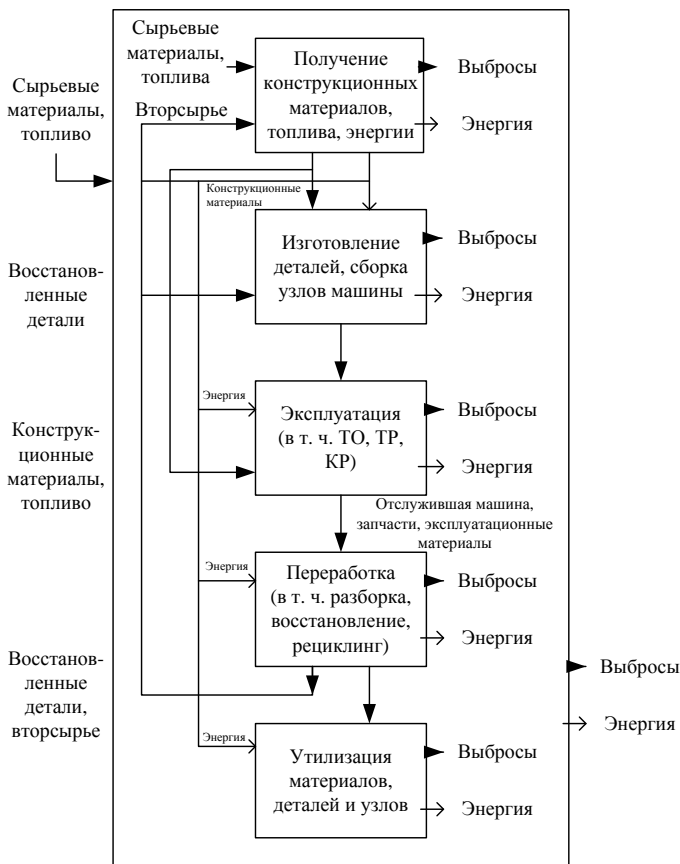 Сырьевые
материалы,
топлива
Получение
конструкционных
материалов,
топлива, энергии
Выбросы
Энергия
Сырьевые
материалы,
топливо
Вторсырье
Конструкционные
материалы
Изготовление
деталей, сборка
узлов машины
Выбросы
Энергия
Восстанов-
ленные
детали
Энергия
Эксплуатация
(в т. ч. ТО, ТР,
КР)
Выбросы
Энергия
Конструк-
ционные
материалы,
топливо
Отслужившая машина,
запчасти, эксплуатационные
материалы
Энергия
Переработка
(в т. ч. разборка,
восстановление,
рециклинг)
Выбросы
Энергия
Восстанов-
ленные
детали,
вторсырье
Энергия
Утилизация
материалов,
деталей и узлов
Выбросы
Энергия
Выбросы
Энергия